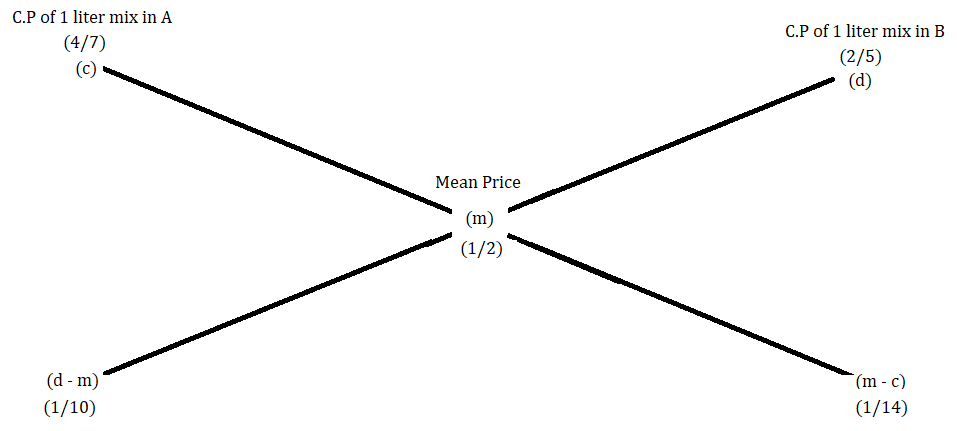 C.P of 1 liter mix in A
(4/7)
(c)
C.P of 1 liter mix in B
(2/5)
(d)
Mean Price
(m)
(1/2)
(d - m)
(1/10)
(m - c)
(1/14)